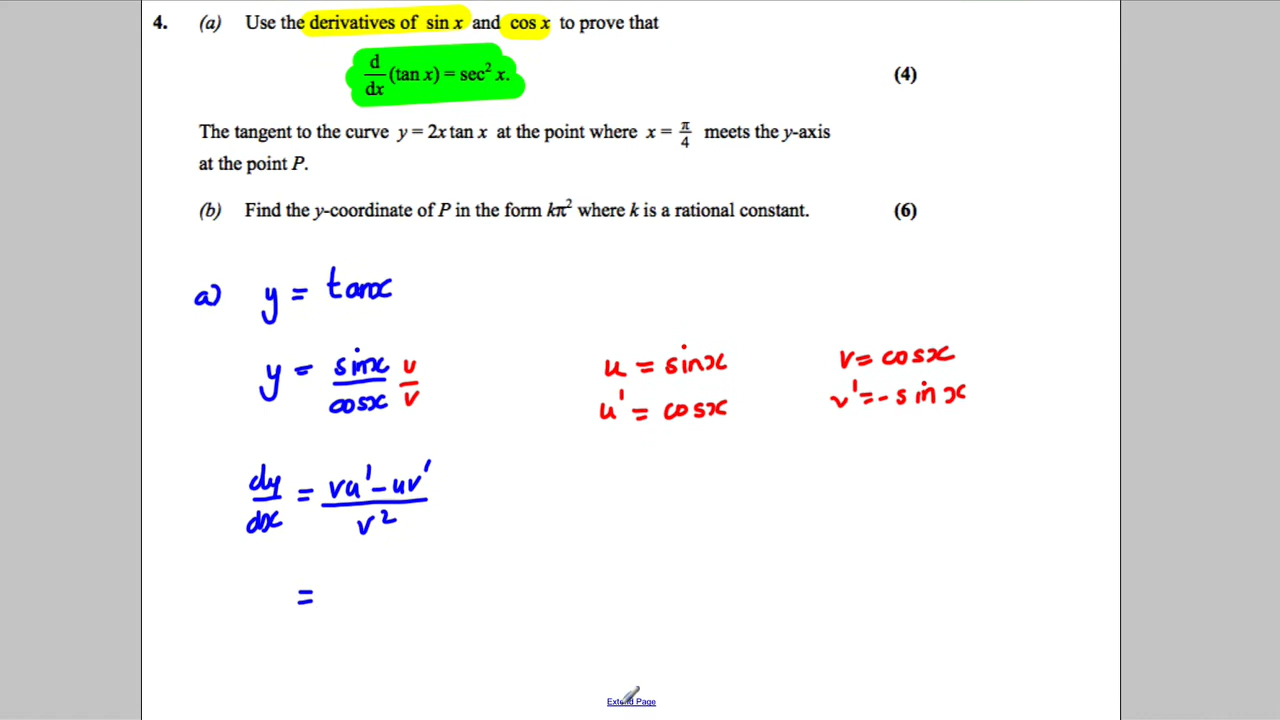 4. (a) Use the derivatives of sin x and cos x to prove that
d/dx (tan x) = sec² x. (4)
The tangent to the curve y = 2x tan x at the point where x = π/4 meets the y-axis
at the point P.
(b) Find the y-coordinate of P in the form kπ² where k is a rational constant. (6)
a) y = tanx
y = sinx/cosx u/v
u = sinx v = cosx
u' = cosx v' = - sin x
dy/dx = vu' - uv' / v²
=
Extend Page